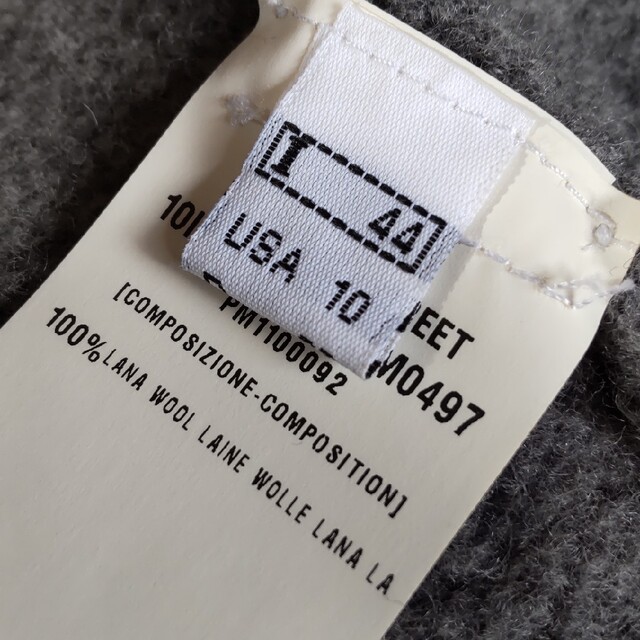 I 44
USA 10
PM1100092
M0497
[COMPOSIZIONE-COMPOSITION]
100% LANA WOOL LAINE WOLLE LANA LA